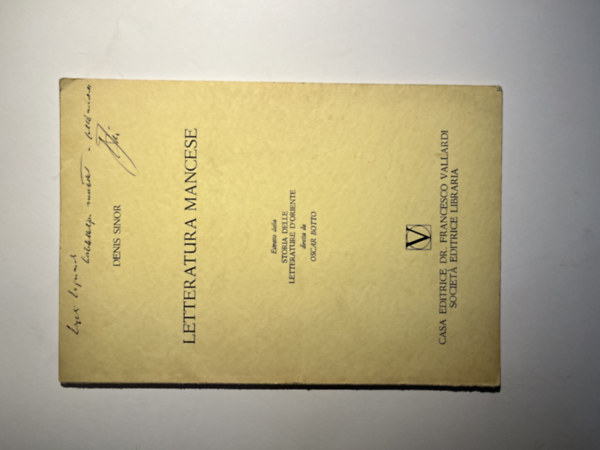 DENIS SINOR
LETTERATURA MANCESE
Estratto dalla
STORIA DELLE
LETTERATURE D'ORIENTE
diretta da
OSCAR BOTTO
V
CASA EDITRICE DR. FRANCESCO VALLARDI
SOCIETÀ EDITRICE LIBRARIA